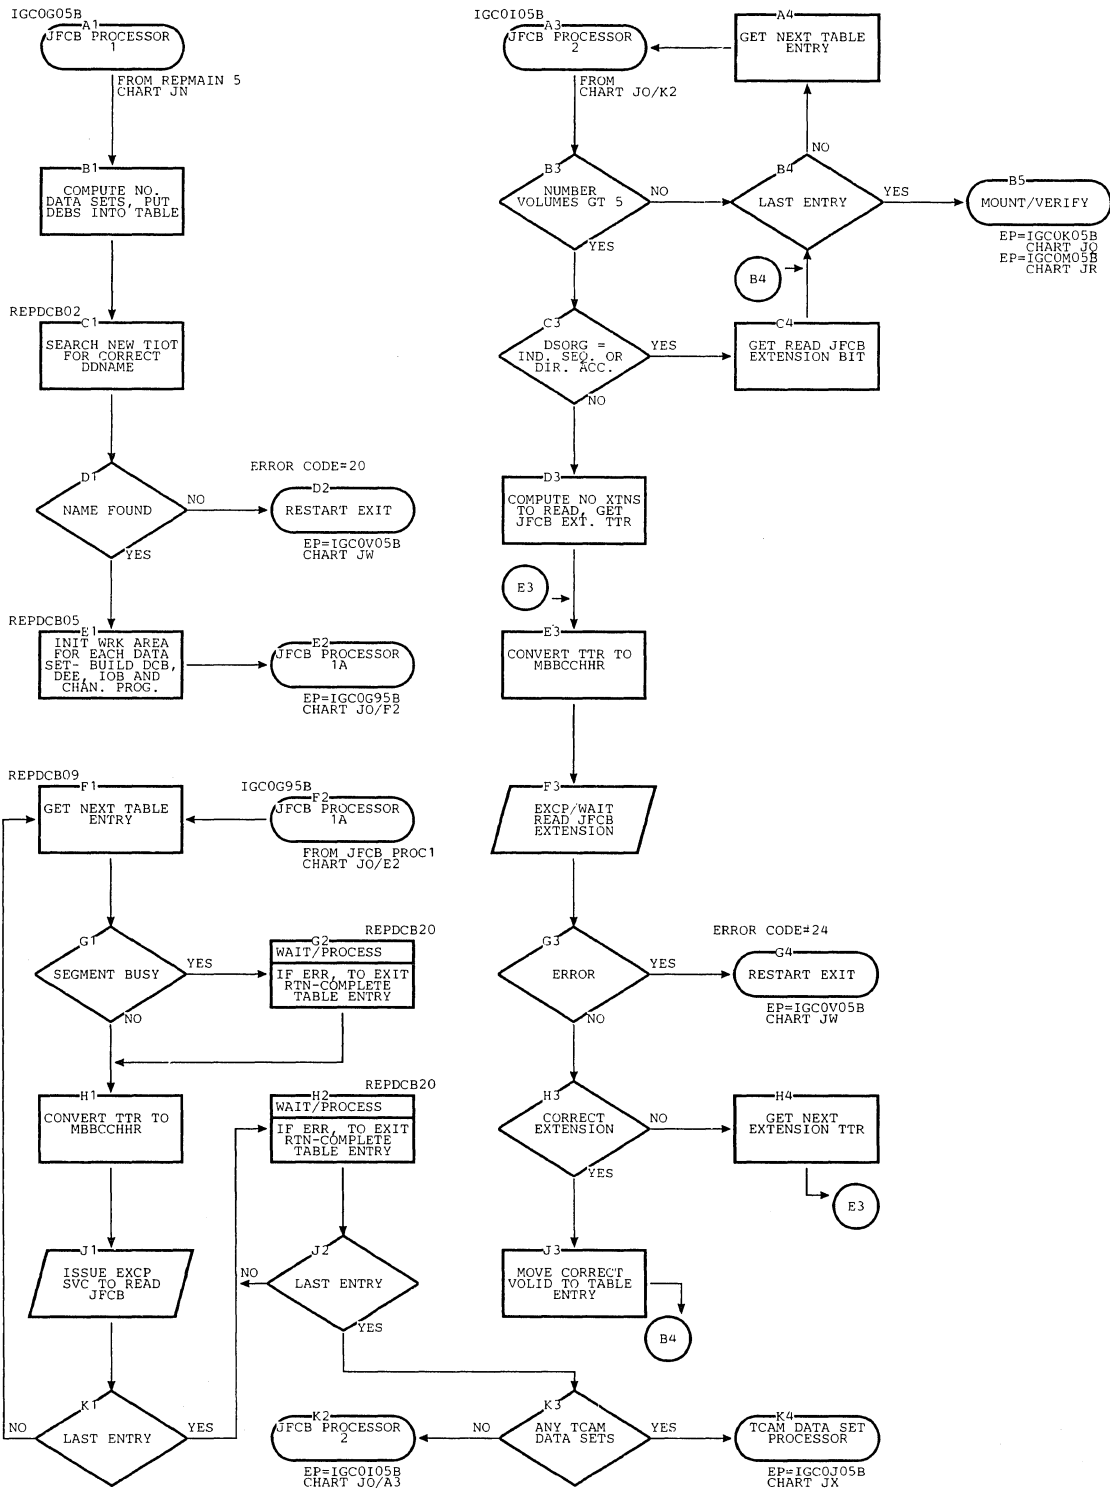 IGC0G05B
A1
JFCB PROCESSOR
1
FROM REPMAIN 5
CHART JN
B1
COMPUTE NO.
DATA SETS, PUT
DEBS INTO TABLE
REPDCB02
C1
SEARCH NEW TIOT
FOR CORRECT
DDNAME
D1
NAME FOUND
NO
YES
ERROR CODE=20
D2
RESTART EXIT
EP=IGC0V05B
CHART JW
REPDCB05
E1
INIT WRK AREA
FOR EACH DATA
SET- BUILD DCB,
DEE, IOB AND
CHAN. PROG.
E2
JFCB PROCESSOR
1A
EP=IGC0G95B
CHART JO/F2
REPDCB09
F1
GET NEXT TABLE
ENTRY
IGC0G95B
F2
JFCB PROCESSOR
1A
FROM JFCB PROC1
CHART JO/E2
G1
SEGMENT BUSY
YES
NO
REPDCB20
G2
WAIT/PROCESS
IF ERR, TO EXIT
RTN-COMPLETE
TABLE ENTRY
H1
CONVERT TTR TO
MBBCCHHR
REPDCB20
H2
WAIT/PROCESS
IF ERR, TO EXIT
RTN-COMPLETE
TABLE ENTRY
J1
ISSUE EXCP
SVC TO READ
JFCB
J2
LAST ENTRY
NO
YES
K1
LAST ENTRY
NO
YES
K2
JFCB PROCESSOR
2
EP=IGC0I05B
CHART JO/A3
IGC0I05B
A3
JFCB PROCESSOR
2
FROM
CHART JO/K2
A4
GET NEXT TABLE
ENTRY
B3
NUMBER
VOLUMES GT 5
NO
YES
B4
LAST ENTRY
NO
YES
B5
MOUNT/VERIFY
EP=IGC0K05B
CHART JQ
EP=IGC0M05B
CHART JR
B4
C3
DSORG =
IND. SEQ. OR
DIR. ACC.
YES
NO
C4
GET READ JFCB
EXTENSION BIT
D3
COMPUTE NO XTNS
TO READ, GET
JFCB EXT. TTR
E3
E3
CONVERT TTR TO
MBBCCHHR
F3
EXCP/WAIT
READ JFCB
EXTENSION
G3
ERROR
YES
NO
ERROR CODE=24
G4
RESTART EXIT
EP=IGC0V05B
CHART JW
H3
CORRECT
EXTENSION
NO
YES
H4
GET NEXT
EXTENSION TTR
E3
J3
MOVE CORRECT
VOLID TO TABLE
ENTRY
B4
K3
ANY TCAM
DATA SETS
NO
YES
K4
TCAM DATA SET
PROCESSOR
EP=IGC0J05B
CHART JX